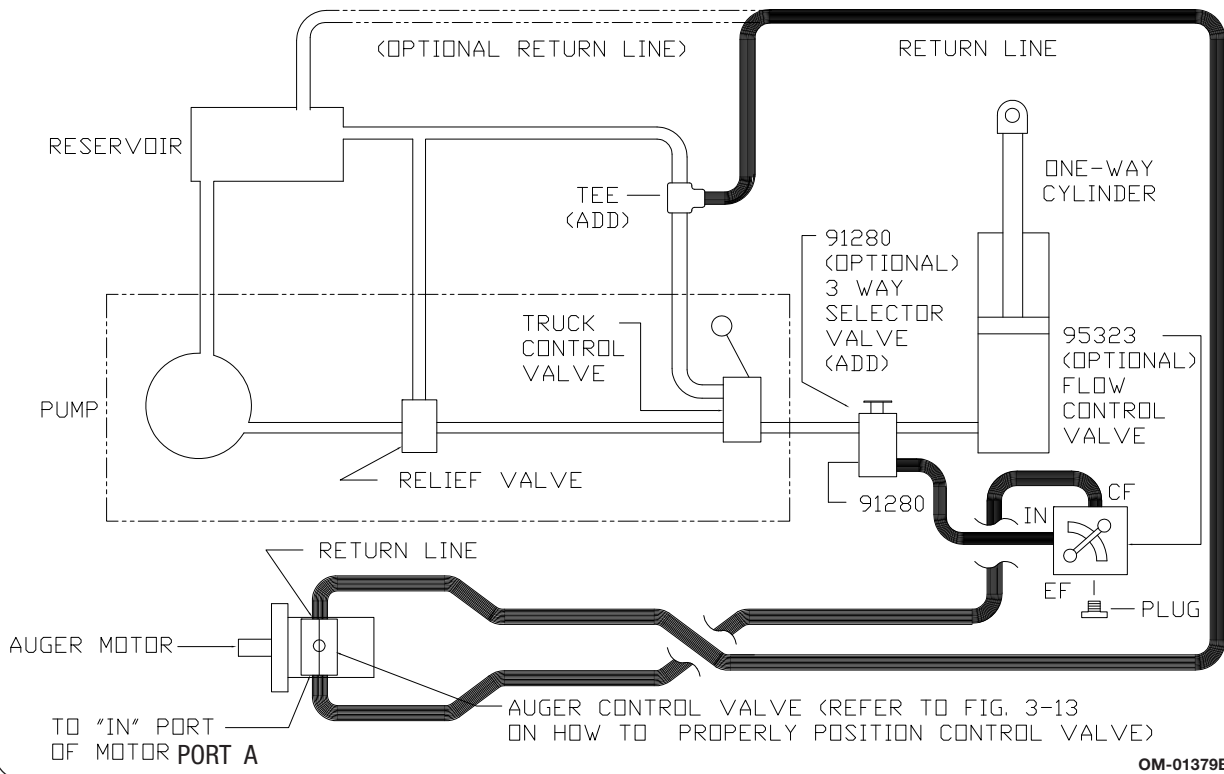 (OPTIONAL RETURN LINE)
RETURN LINE
RESERVOIR
ONE-WAY
CYLINDER
TEE
(ADD)
91280
(OPTIONAL)
3 WAY
SELECTOR
VALVE
(ADD)
TRUCK
CONTROL
VALVE
95323
(OPTIONAL)
FLOW
CONTROL
VALVE
PUMP
RELIEF VALVE
91280
CF
IN
EF
PLUG
RETURN LINE
AUGER MOTOR
AUGER CONTROL VALVE (REFER TO FIG. 3-13
ON HOW TO PROPERLY POSITION CONTROL VALVE)
TO "IN" PORT
OF MOTOR PORT A
OM-01379E